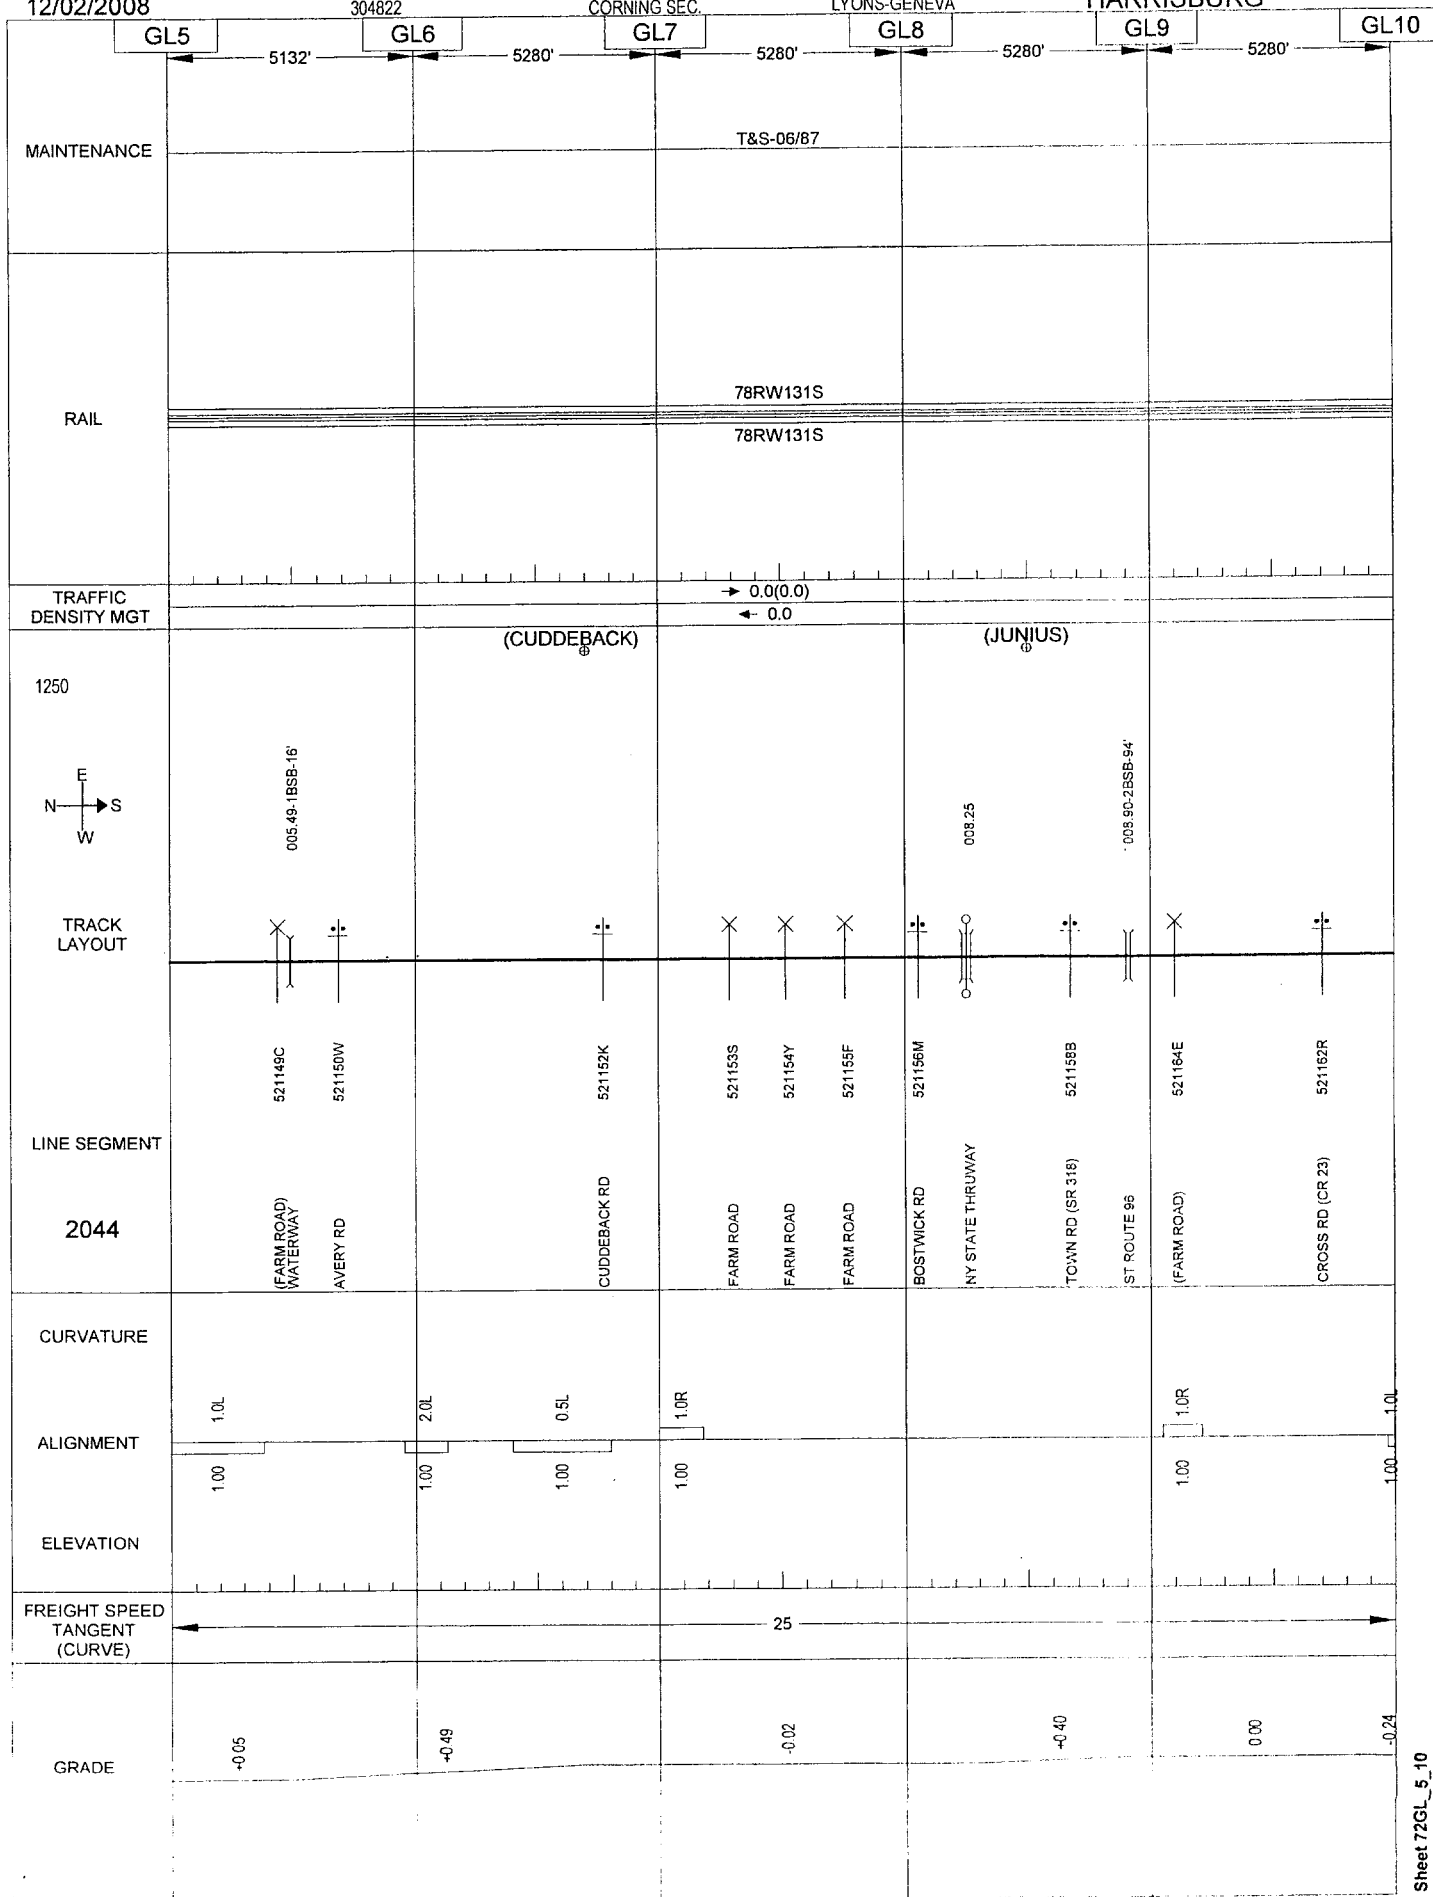 12/02/2008 304822 CORNING SEC. LYONS-GENEVA HARRISBURG
GL5 GL6 GL7 GL8 GL9 GL10
5132' 5280' 5280' 5280' 5280'
MAINTENANCE
T&S-06/87
RAIL
78RW131S
78RW131S
TRAFFIC
DENSITY MGT
→ 0.0(0.0)
← 0.0
(CUDDEBACK) (JUNIUS)
1250
E
N S
W
005.49-1BSB-16'
008.25
008.90-2BSB-94'
TRACK
LAYOUT
521149C
521150W
521152K
521153S
521154Y
521155F
521156M
521158B
521164E
521162R
LINE SEGMENT
2044
(FARM ROAD)
WATERWAY
AVERY RD
CUDDEBACK RD
FARM ROAD
FARM ROAD
FARM ROAD
BOSTWICK RD
NY STATE THRUWAY
TOWN RD (SR 318)
ST ROUTE 96
(FARM ROAD)
CROSS RD (CR 23)
CURVATURE
1.0L 2.0L 0.5L 1.0R 1.0R 1.0L
ALIGNMENT
1.00 1.00 1.00 1.00 1.00 1.00
ELEVATION
FREIGHT SPEED
TANGENT
(CURVE)
25
GRADE
+0.05 +0.49 -0.02 +0.40 0.00 -0.24
Sheet 72GL_5_10